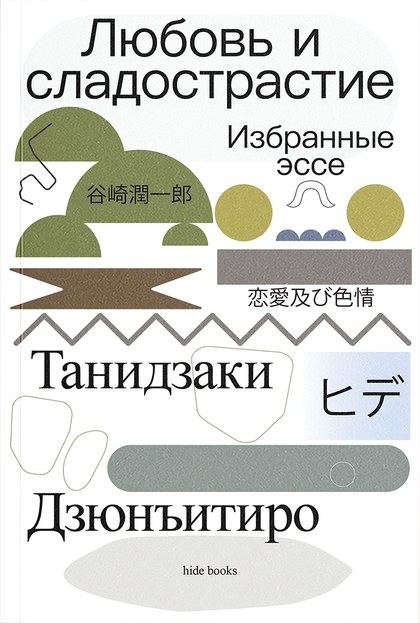 Любовь и
сладострастие
Избранные
эссе
谷崎潤一郎
恋愛及び色情
Танидзаки
ヒデ
Дзюнъитиро
hide books